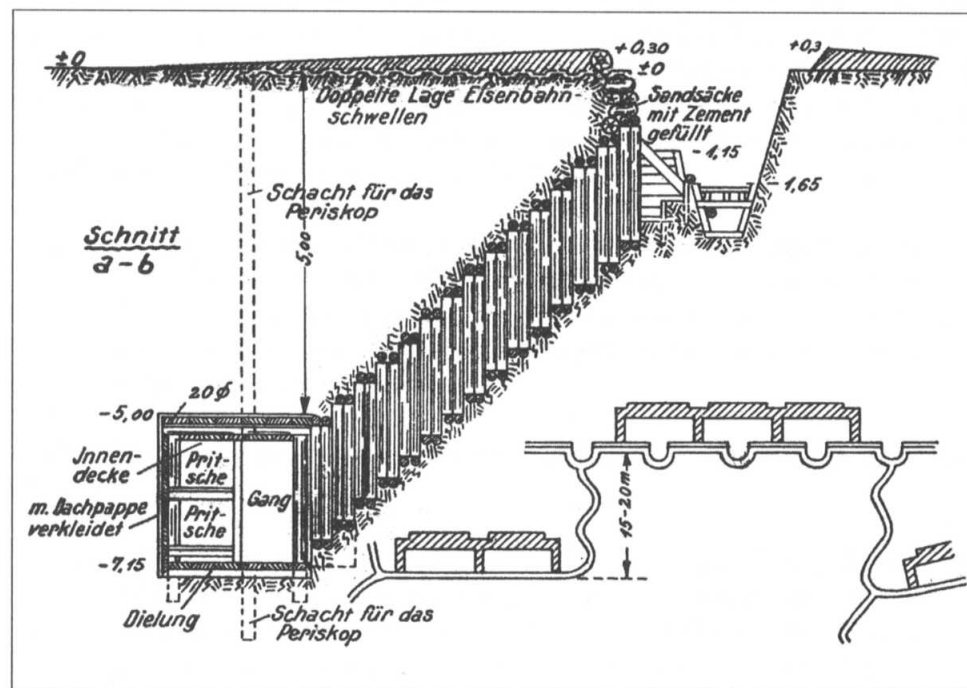 ±0
+0,30
±0
+0,3
Doppelte Lage Eisenbahn-
schwellen
Sandsäcke
mit Zement
gefüllt
-1,15
-1,65
Schacht für das
Periskop
Schnitt
a-b
5,00
20 ϕ
-5,00
Jnnen-
decke
Prit-
sche
Gang
m. Dachpappe
verkleidet
Prit-
sche
-7,15
Dielung
Schacht für das
Periskop
15-20m